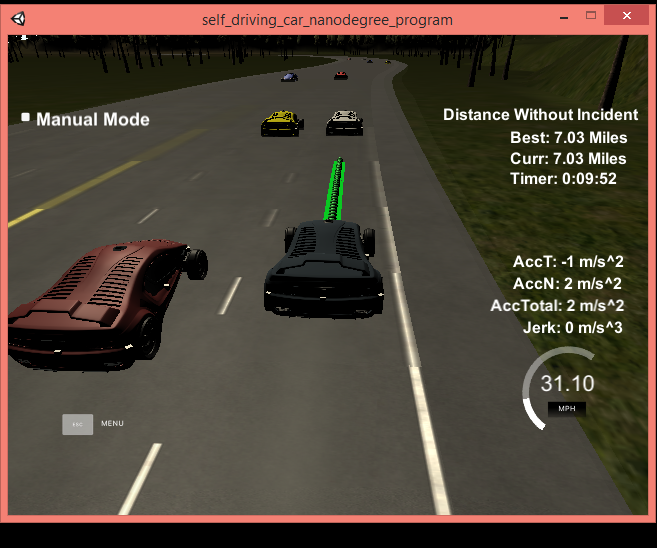 self_driving_car_nanodegree_program
Manual Mode
Distance Without Incident
Best: 7.03 Miles
Curr: 7.03 Miles
Timer: 0:09:52
AccT: -1 m/s^2
AccN: 2 m/s^2
AccTotal: 2 m/s^2
Jerk: 0 m/s^3
31.10
MPH
ESC MENU